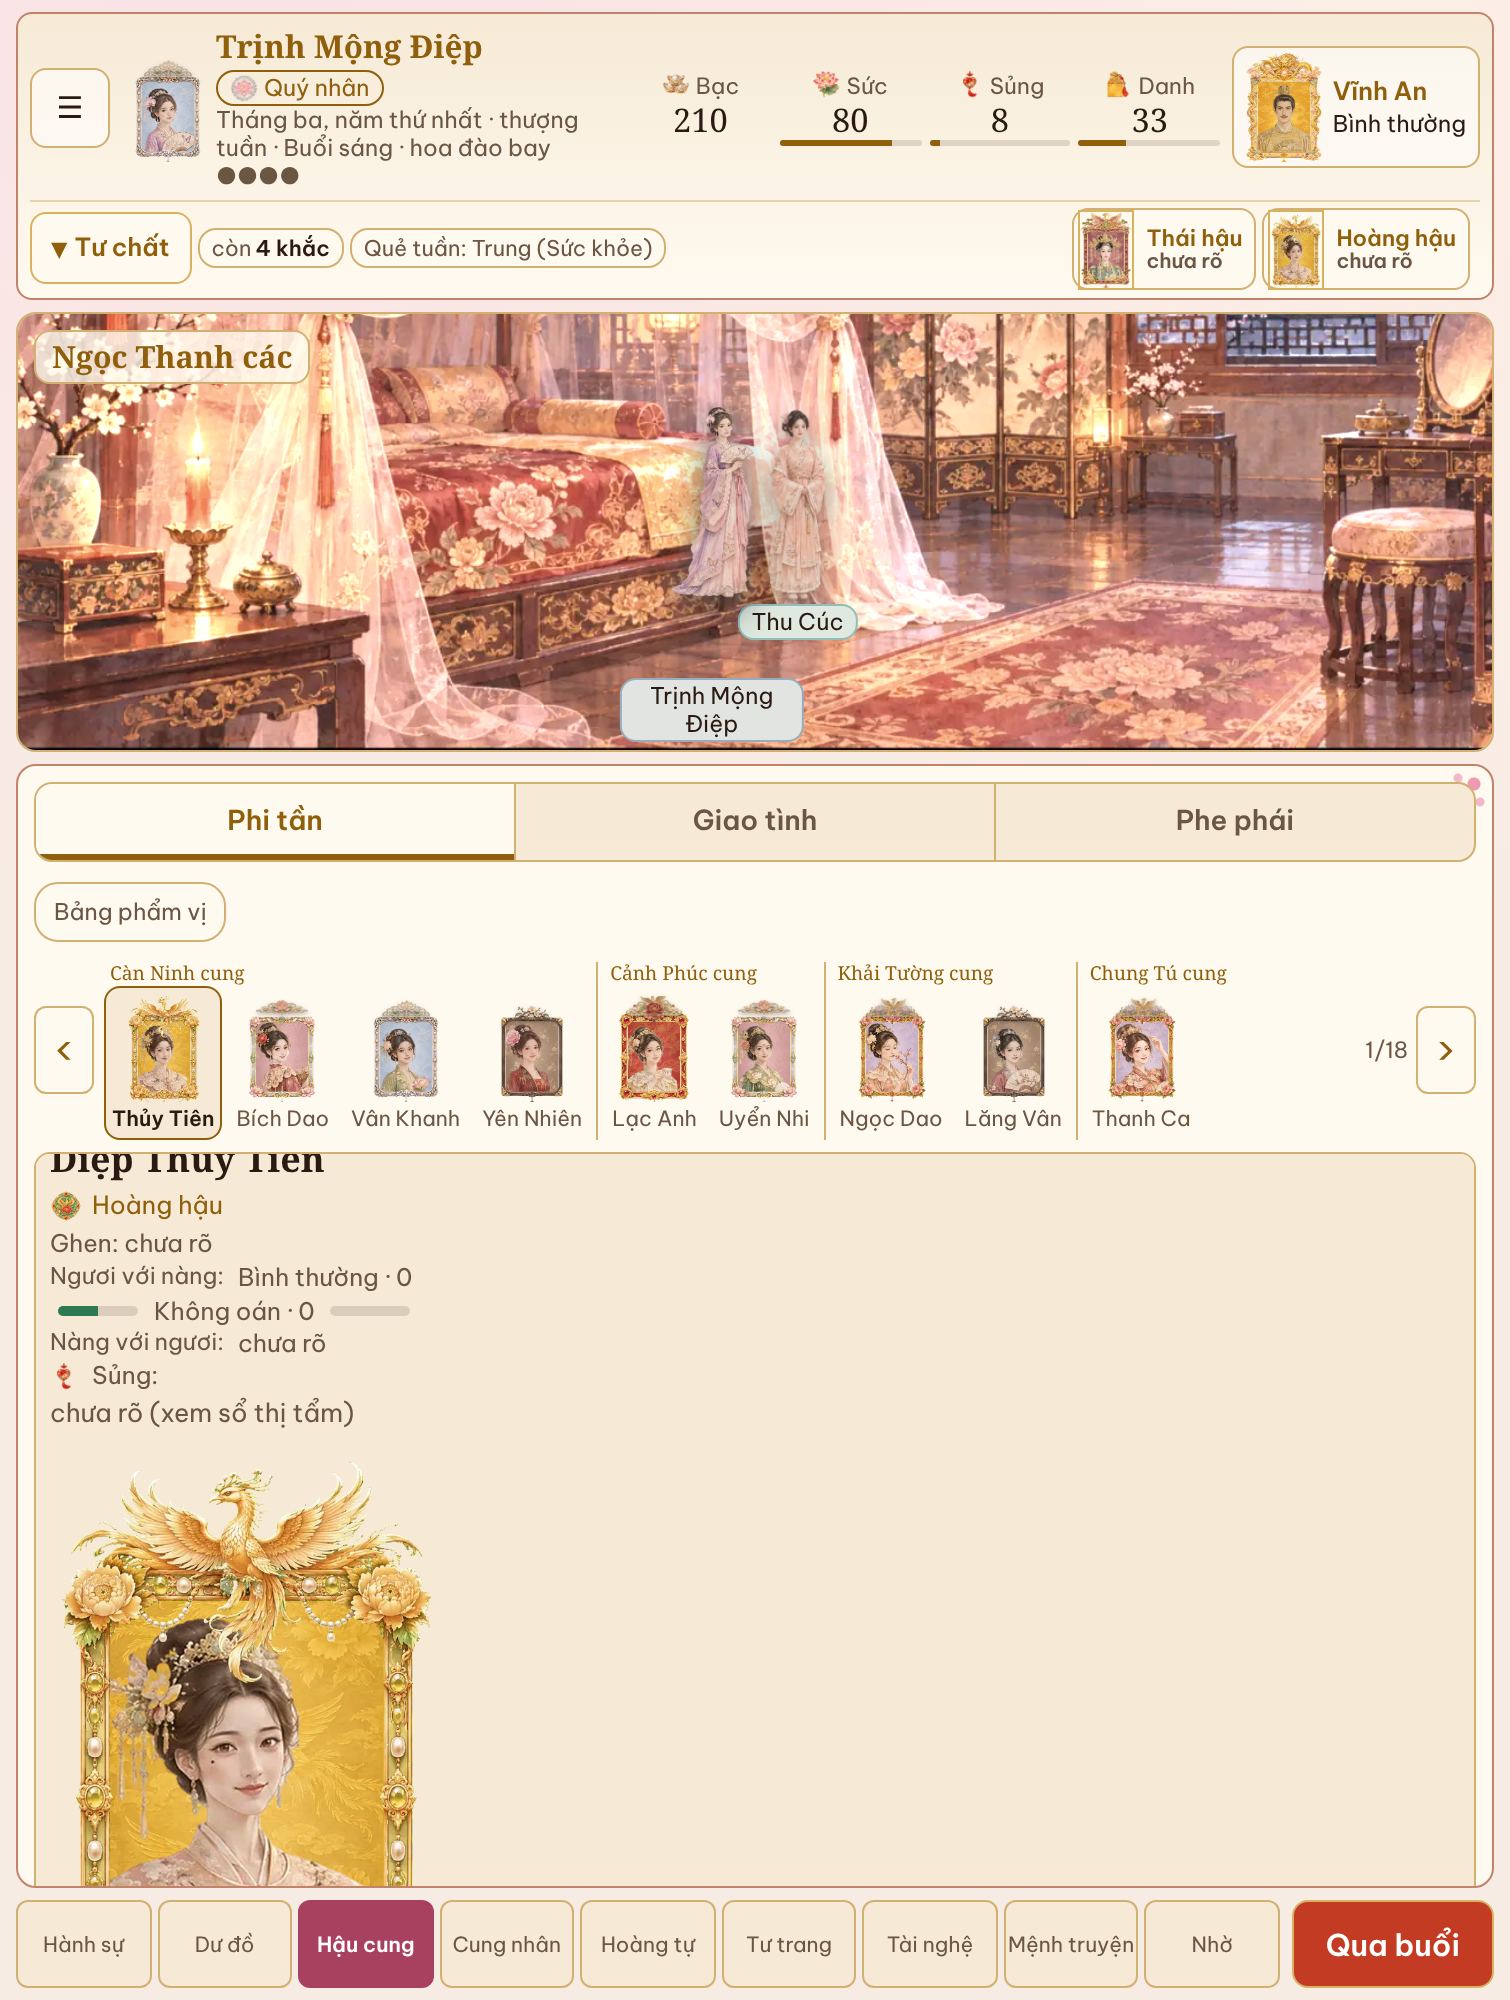 ☰
Trịnh Mộng Điệp
Quý nhân
Tháng ba, năm thứ nhất · thượng
tuần · Buổi sáng · hoa đào bay
Bạc
210
Sức
80
Sủng
8
Danh
33
Vĩnh An
Bình thường
▼ Tư chất
còn 4 khắc
Quẻ tuần: Trung (Sức khỏe)
Thái hậu
chưa rõ
Hoàng hậu
chưa rõ
Ngọc Thanh các
Thu Cúc
Trịnh Mộng
Điệp
Phi tần
Giao tình
Phe phái
Bảng phẩm vị
Càn Ninh cung
Cảnh Phúc cung
Khải Tường cung
Chung Tú cung
‹
Thủy Tiên
Bích Dao
Vân Khanh
Yên Nhiên
Lạc Anh
Uyển Nhi
Ngọc Dao
Lăng Vân
Thanh Ca
1/18
›
Diệp Thủy Tiên
Hoàng hậu
Ghen: chưa rõ
Ngươi với nàng: Bình thường · 0
Không oán · 0
Nàng với ngươi: chưa rõ
Sủng:
chưa rõ (xem sổ thị tẩm)
Hành sự
Dư đồ
Hậu cung
Cung nhân
Hoàng tự
Tư trang
Tài nghệ
Mệnh truyện
Nhờ
Qua buổi